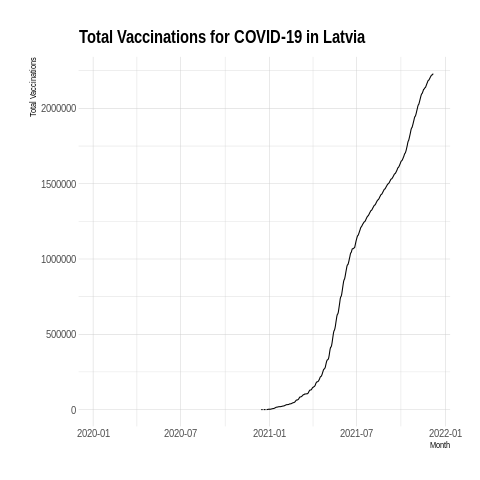 Total Vaccinations for COVID-19 in Latvia
Total Vaccinations
2000000
1500000
1000000
500000
0
2020-01 2020-07 2021-01 2021-07 2022-01
Month